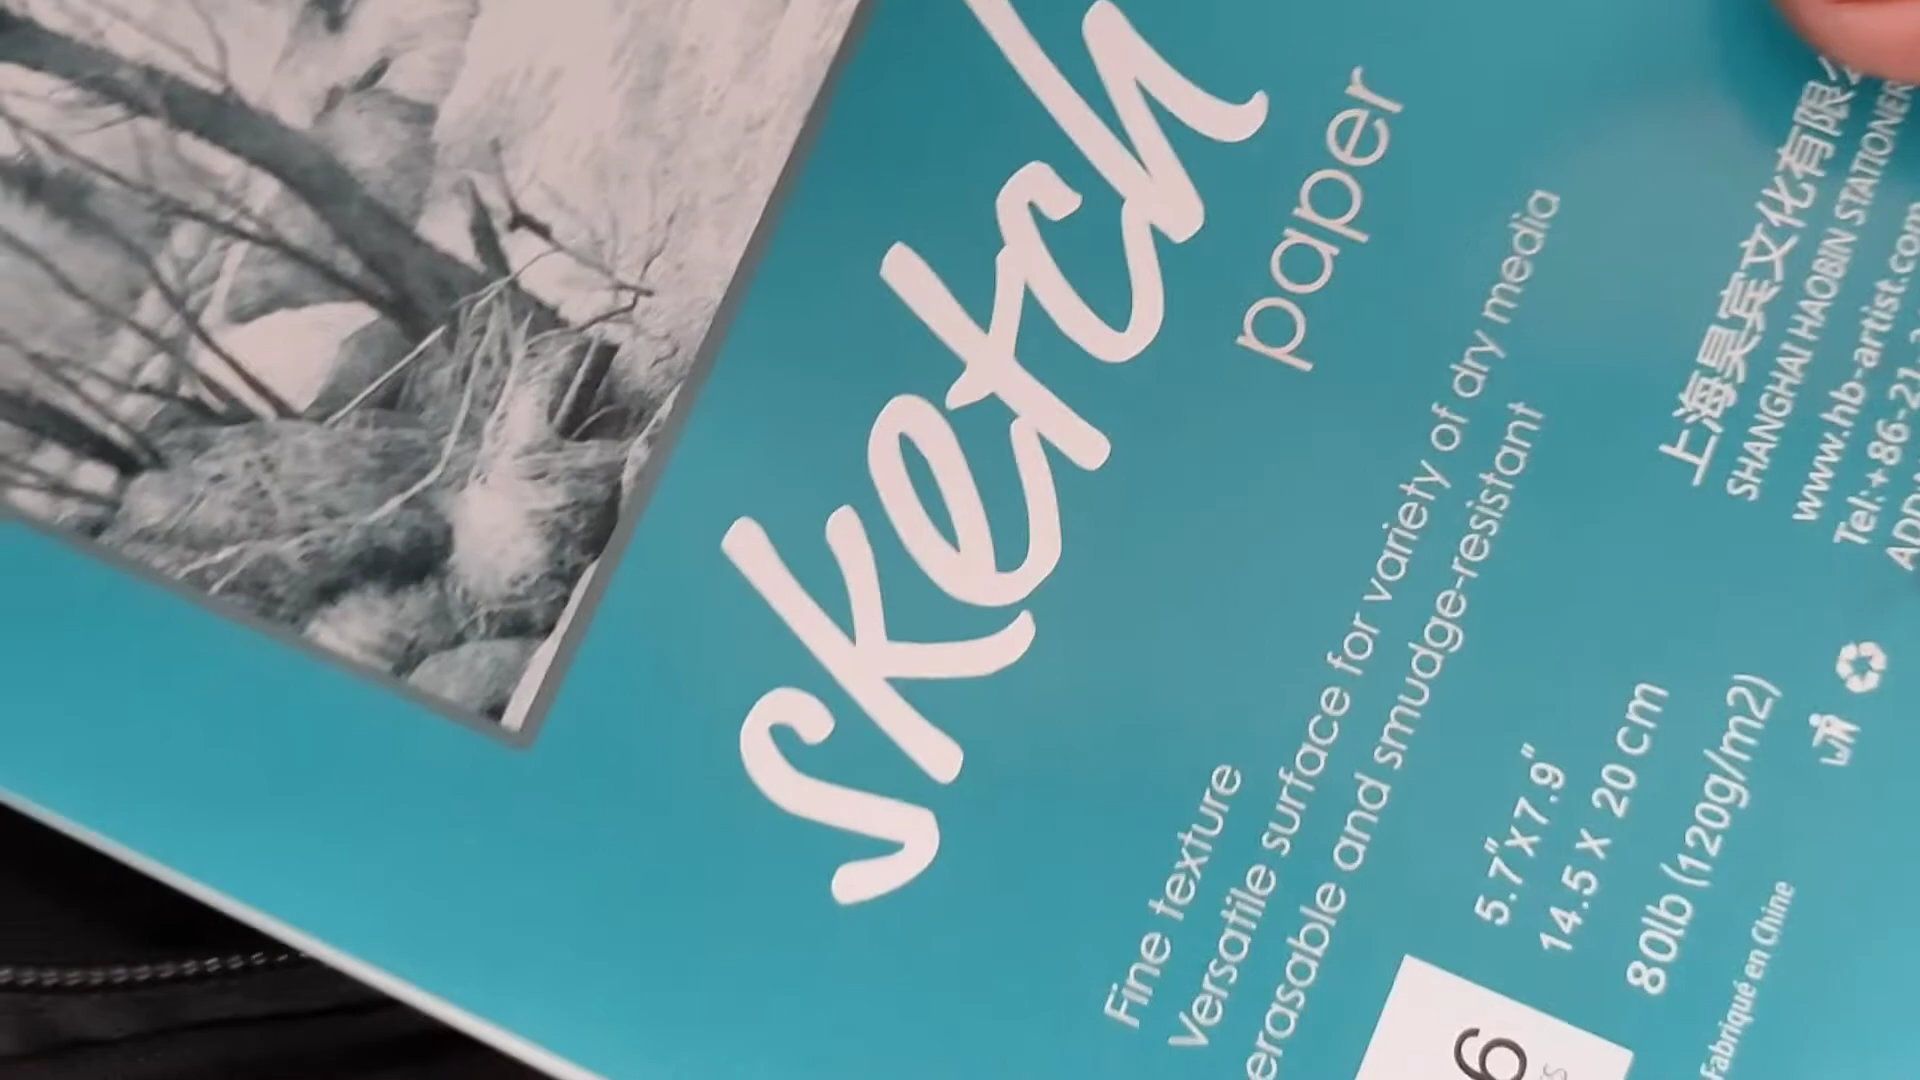 sketch
paper
Fine texture
Versatile surface for variety of dry media
erasable and smudge-resistant
5.7"x7.9"
14.5 x 20 cm
80lb (120g/m2)
Fabriqué en Chine
6
上海昊宾文化有限
SHANGHAI HAOBIN
www.hb-artist.com
Tel:+86-21-